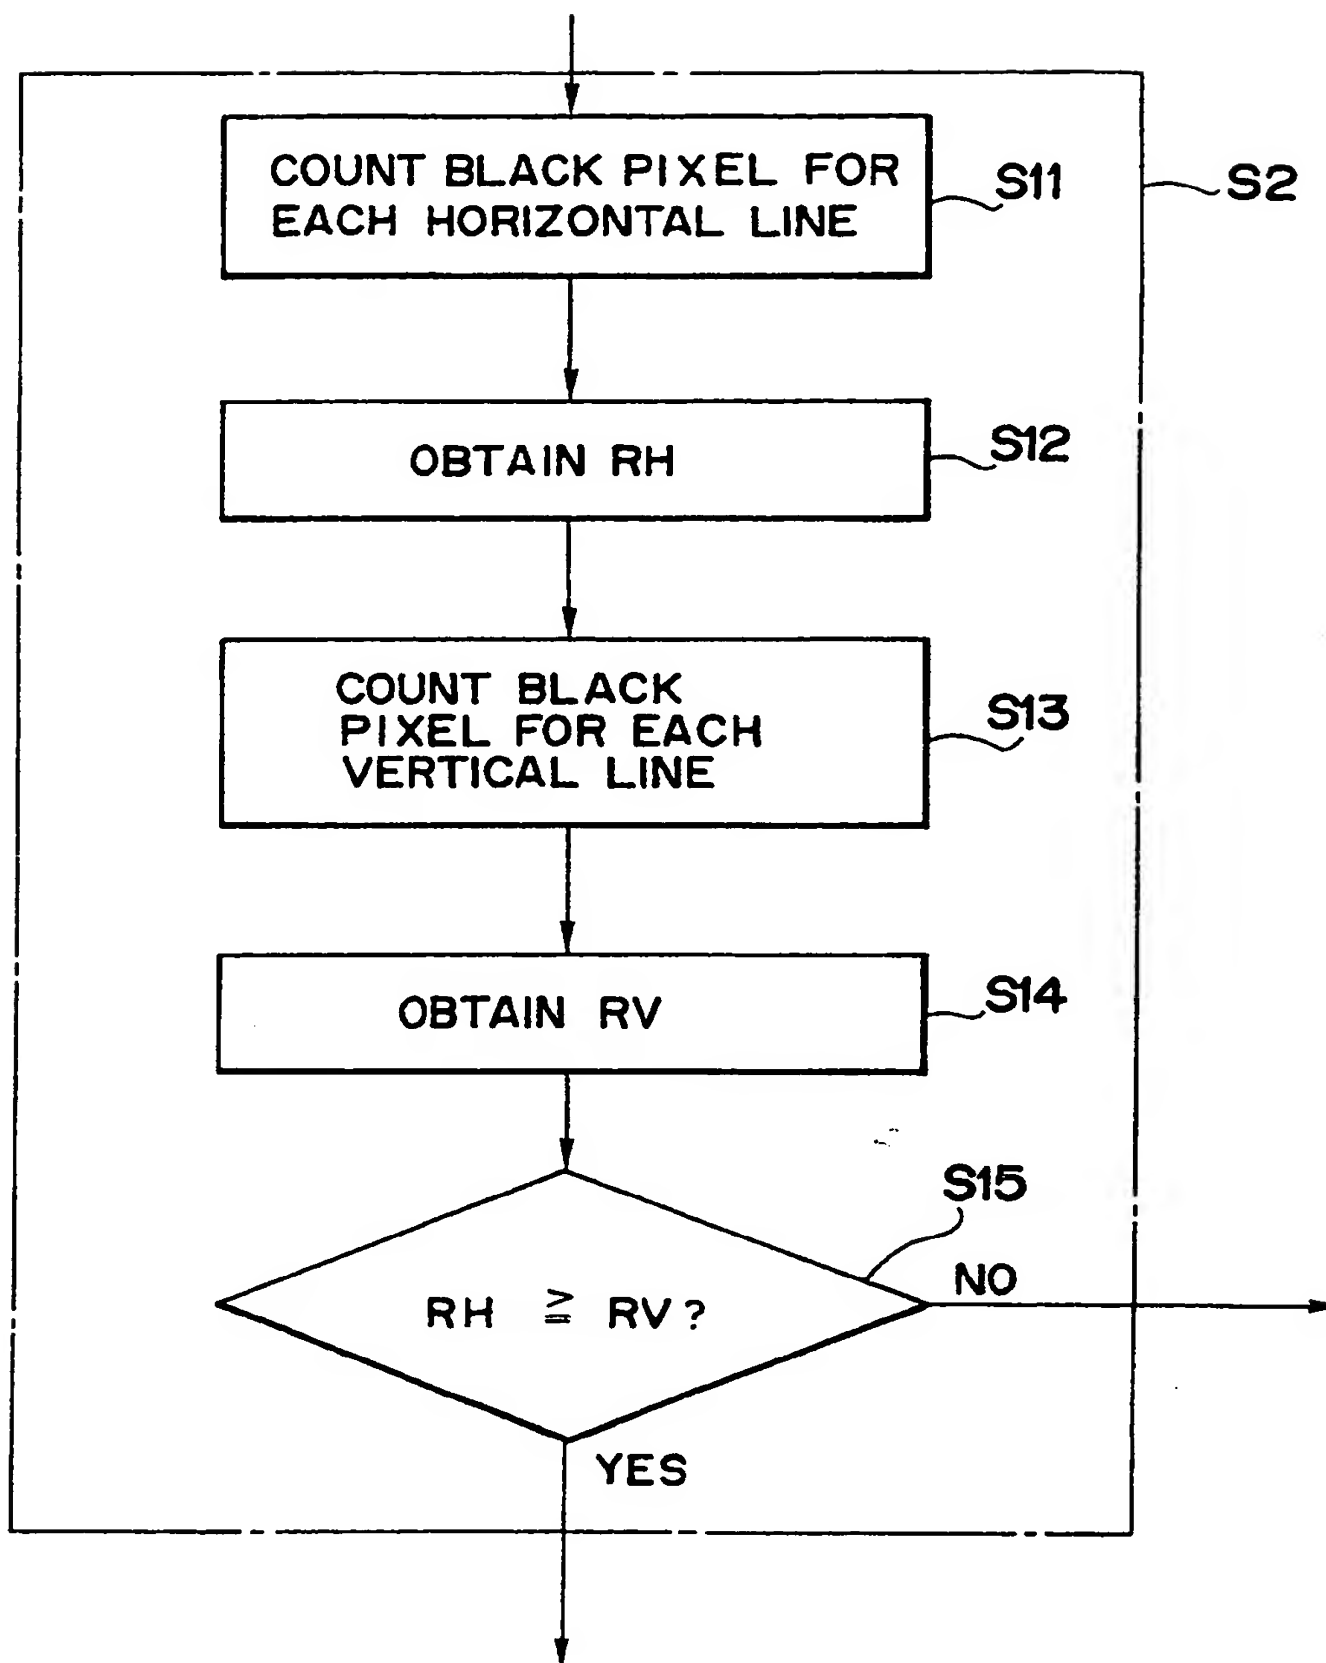 COUNT BLACK PIXEL FOR
EACH HORIZONTAL LINE
S11
S2
OBTAIN RH
S12
COUNT BLACK
PIXEL FOR EACH
VERTICAL LINE
S13
OBTAIN RV
S14
S15
RH ≧ RV?
NO
YES